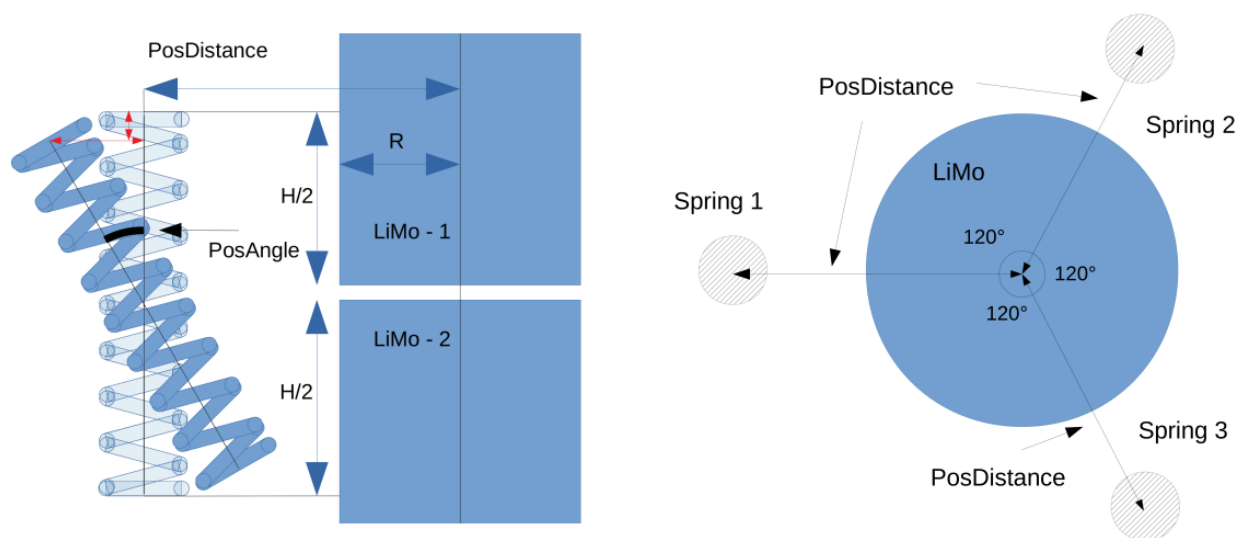 PosDistance
R
H/2
LiMo - 1
PosAngle
LiMo - 2
H/2
PosDistance
Spring 2
LiMo
Spring 1
120°
120°
120°
Spring 3
PosDistance